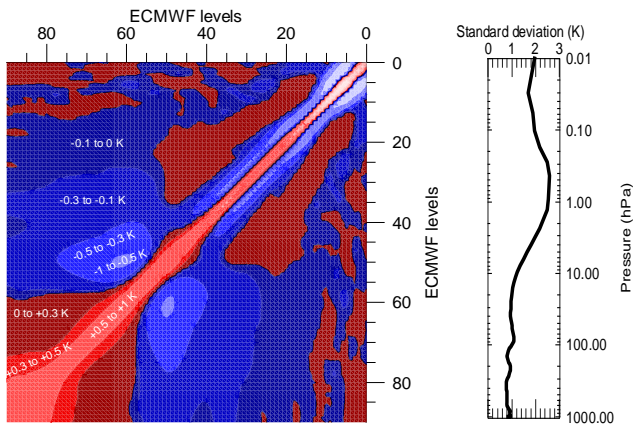 ECMWF levels
80 60 40 20 0
0
20
40
60
80
ECMWF levels
-0.1 to 0 K
-0.3 to -0.1 K
-0.5 to -0.3 K
-1 to -0.5 K
0 to +0.3 K
+0.5 to +1 K
+0.3 to +0.5 K
Standard deviation (K)
0 1 2 3
0.01
0.10
1.00
10.00
100.00
1000.00
Pressure (hPa)